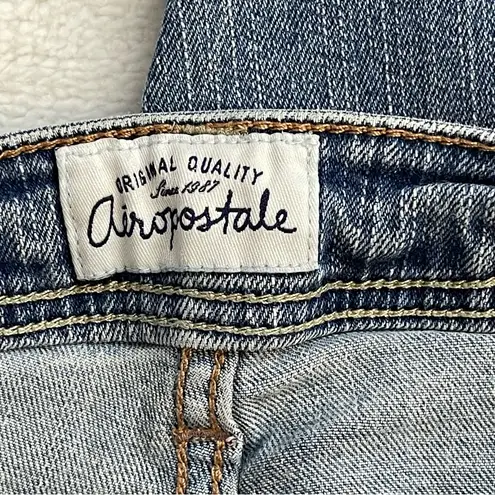 ORIGINAL QUALITY
Since 1987
Aéropostale